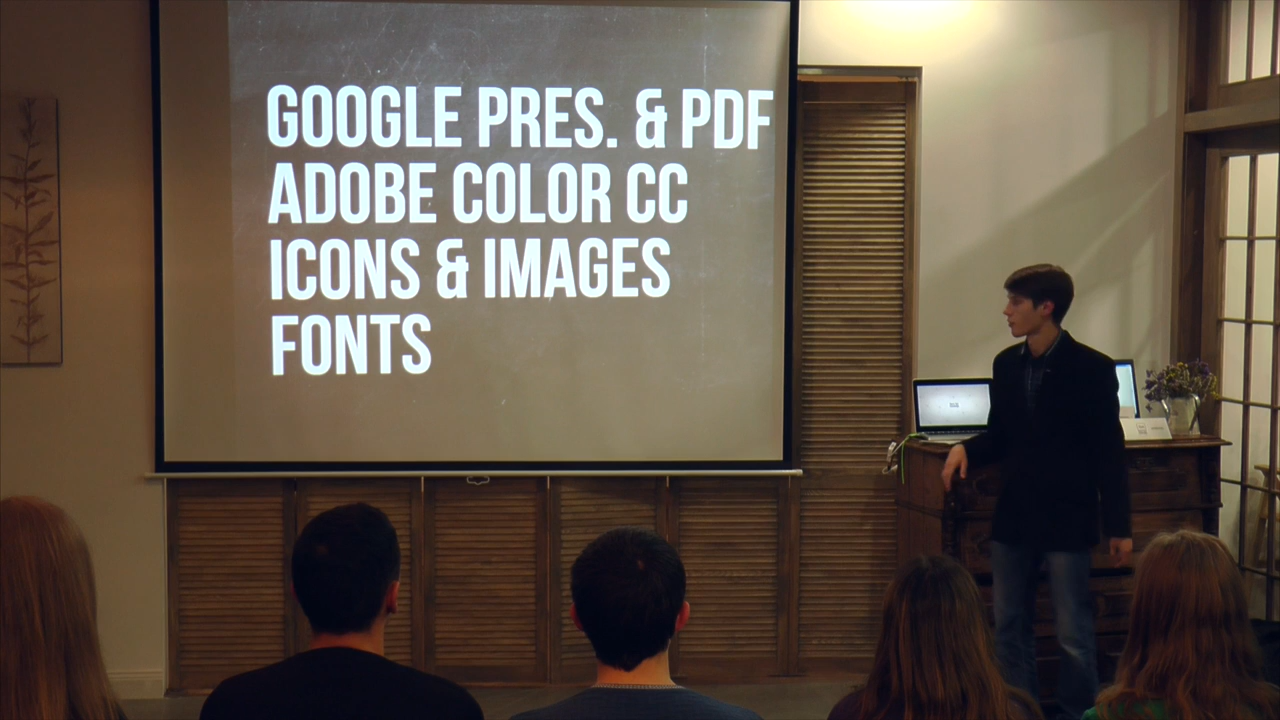 GOOGLE PRES. & PDF
ADOBE COLOR CC
ICONS & IMAGES
FONTS